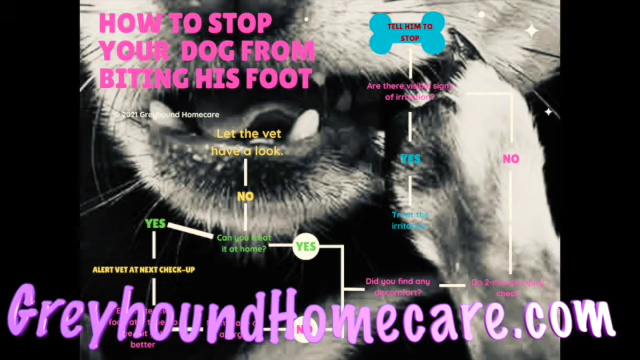 HOW TO STOP
YOUR DOG FROM
BITING HIS FOOT
© 2021 Greyhound Homecare
TELL HIM TO
STOP
Are there visible signs
of irritation?
YES
NO
Treat the
irritation
Let the vet
have a look.
NO
YES
Can you treat
it at home?
YES
ALERT VET AT NEXT CHECK-UP
Did you find any
discomfort?
Do 2-
check
better
GreyhoundHomecare.com